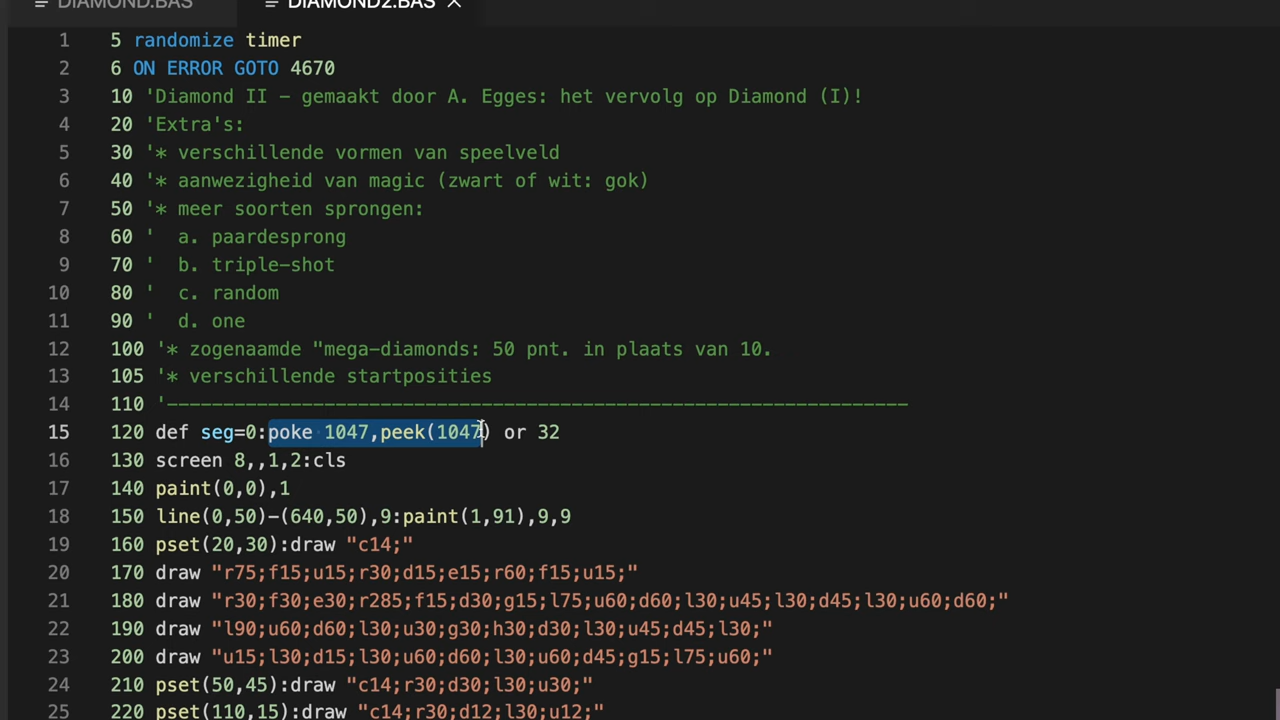 DIAMOND.BAS DIAMOND2.BAS
1 5 randomize timer
2 6 ON ERROR GOTO 4670
3 10 'Diamond II - gemaakt door A. Egges: het vervolg op Diamond (I)!
4 20 'Extra's:
5 30 '* verschillende vormen van speelveld
6 40 '* aanwezigheid van magic (zwart of wit: gok)
7 50 '* meer soorten sprongen:
8 60 '  a. paardesprong
9 70 '  b. triple-shot
10 80 '  c. random
11 90 '  d. one
12 100 '* zogenaamde "mega-diamonds: 50 pnt. in plaats van 10.
13 105 '* verschillende startposities
14 110 '------------------------------------------------------------------
15 120 def seg=0:poke 1047,peek(1047) or 32
16 130 screen 8,,1,2:cls
17 140 paint(0,0),1
18 150 line(0,50)-(640,50),9:paint(1,91),9,9
19 160 pset(20,30):draw "c14;"
20 170 draw "r75;f15;u15;r30;d15;e15;r60;f15;u15;"
21 180 draw "r30;f30;e30;r285;f15;d30;g15;l75;u60;d60;l30;u45;l30;d45;l30;u60;d60;"
22 190 draw "l90;u60;d60;l30;u30;g30;h30;d30;l30;u45;d45;l30;"
23 200 draw "u15;l30;d15;l30;u60;d60;l30;u60;d45;g15;l75;u60;"
24 210 pset(50,45):draw "c14;r30;d30;l30;u30;"
25 220 pset(110,15):draw "c14;r30;d12;l30;u12;"